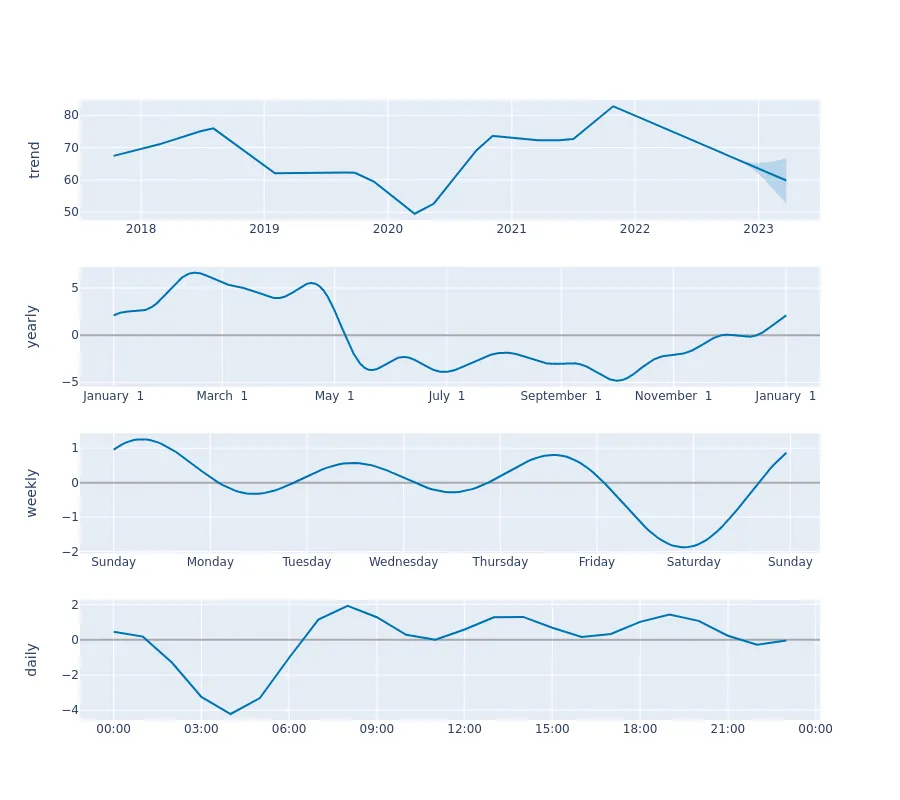 trend
80
70
60
50
2018 2019 2020 2021 2022 2023
yearly
5
0
−5
January 1 March 1 May 1 July 1 September 1 November 1 January 1
weekly
1
0
−1
−2
Sunday Monday Tuesday Wednesday Thursday Friday Saturday Sunday
daily
2
0
−2
−4
00:00 03:00 06:00 09:00 12:00 15:00 18:00 21:00 00:00